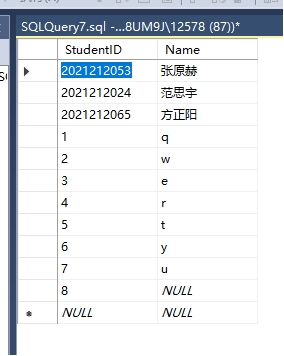 SQLQuery7.sql -...8UM9J\12578 (87))*
StudentID Name
2021212053 张原赫
2021212024 范思宇
2021212065 方正阳
1 q
2 w
3 e
4 r
5 t
6 y
7 u
8 NULL
NULL NULL